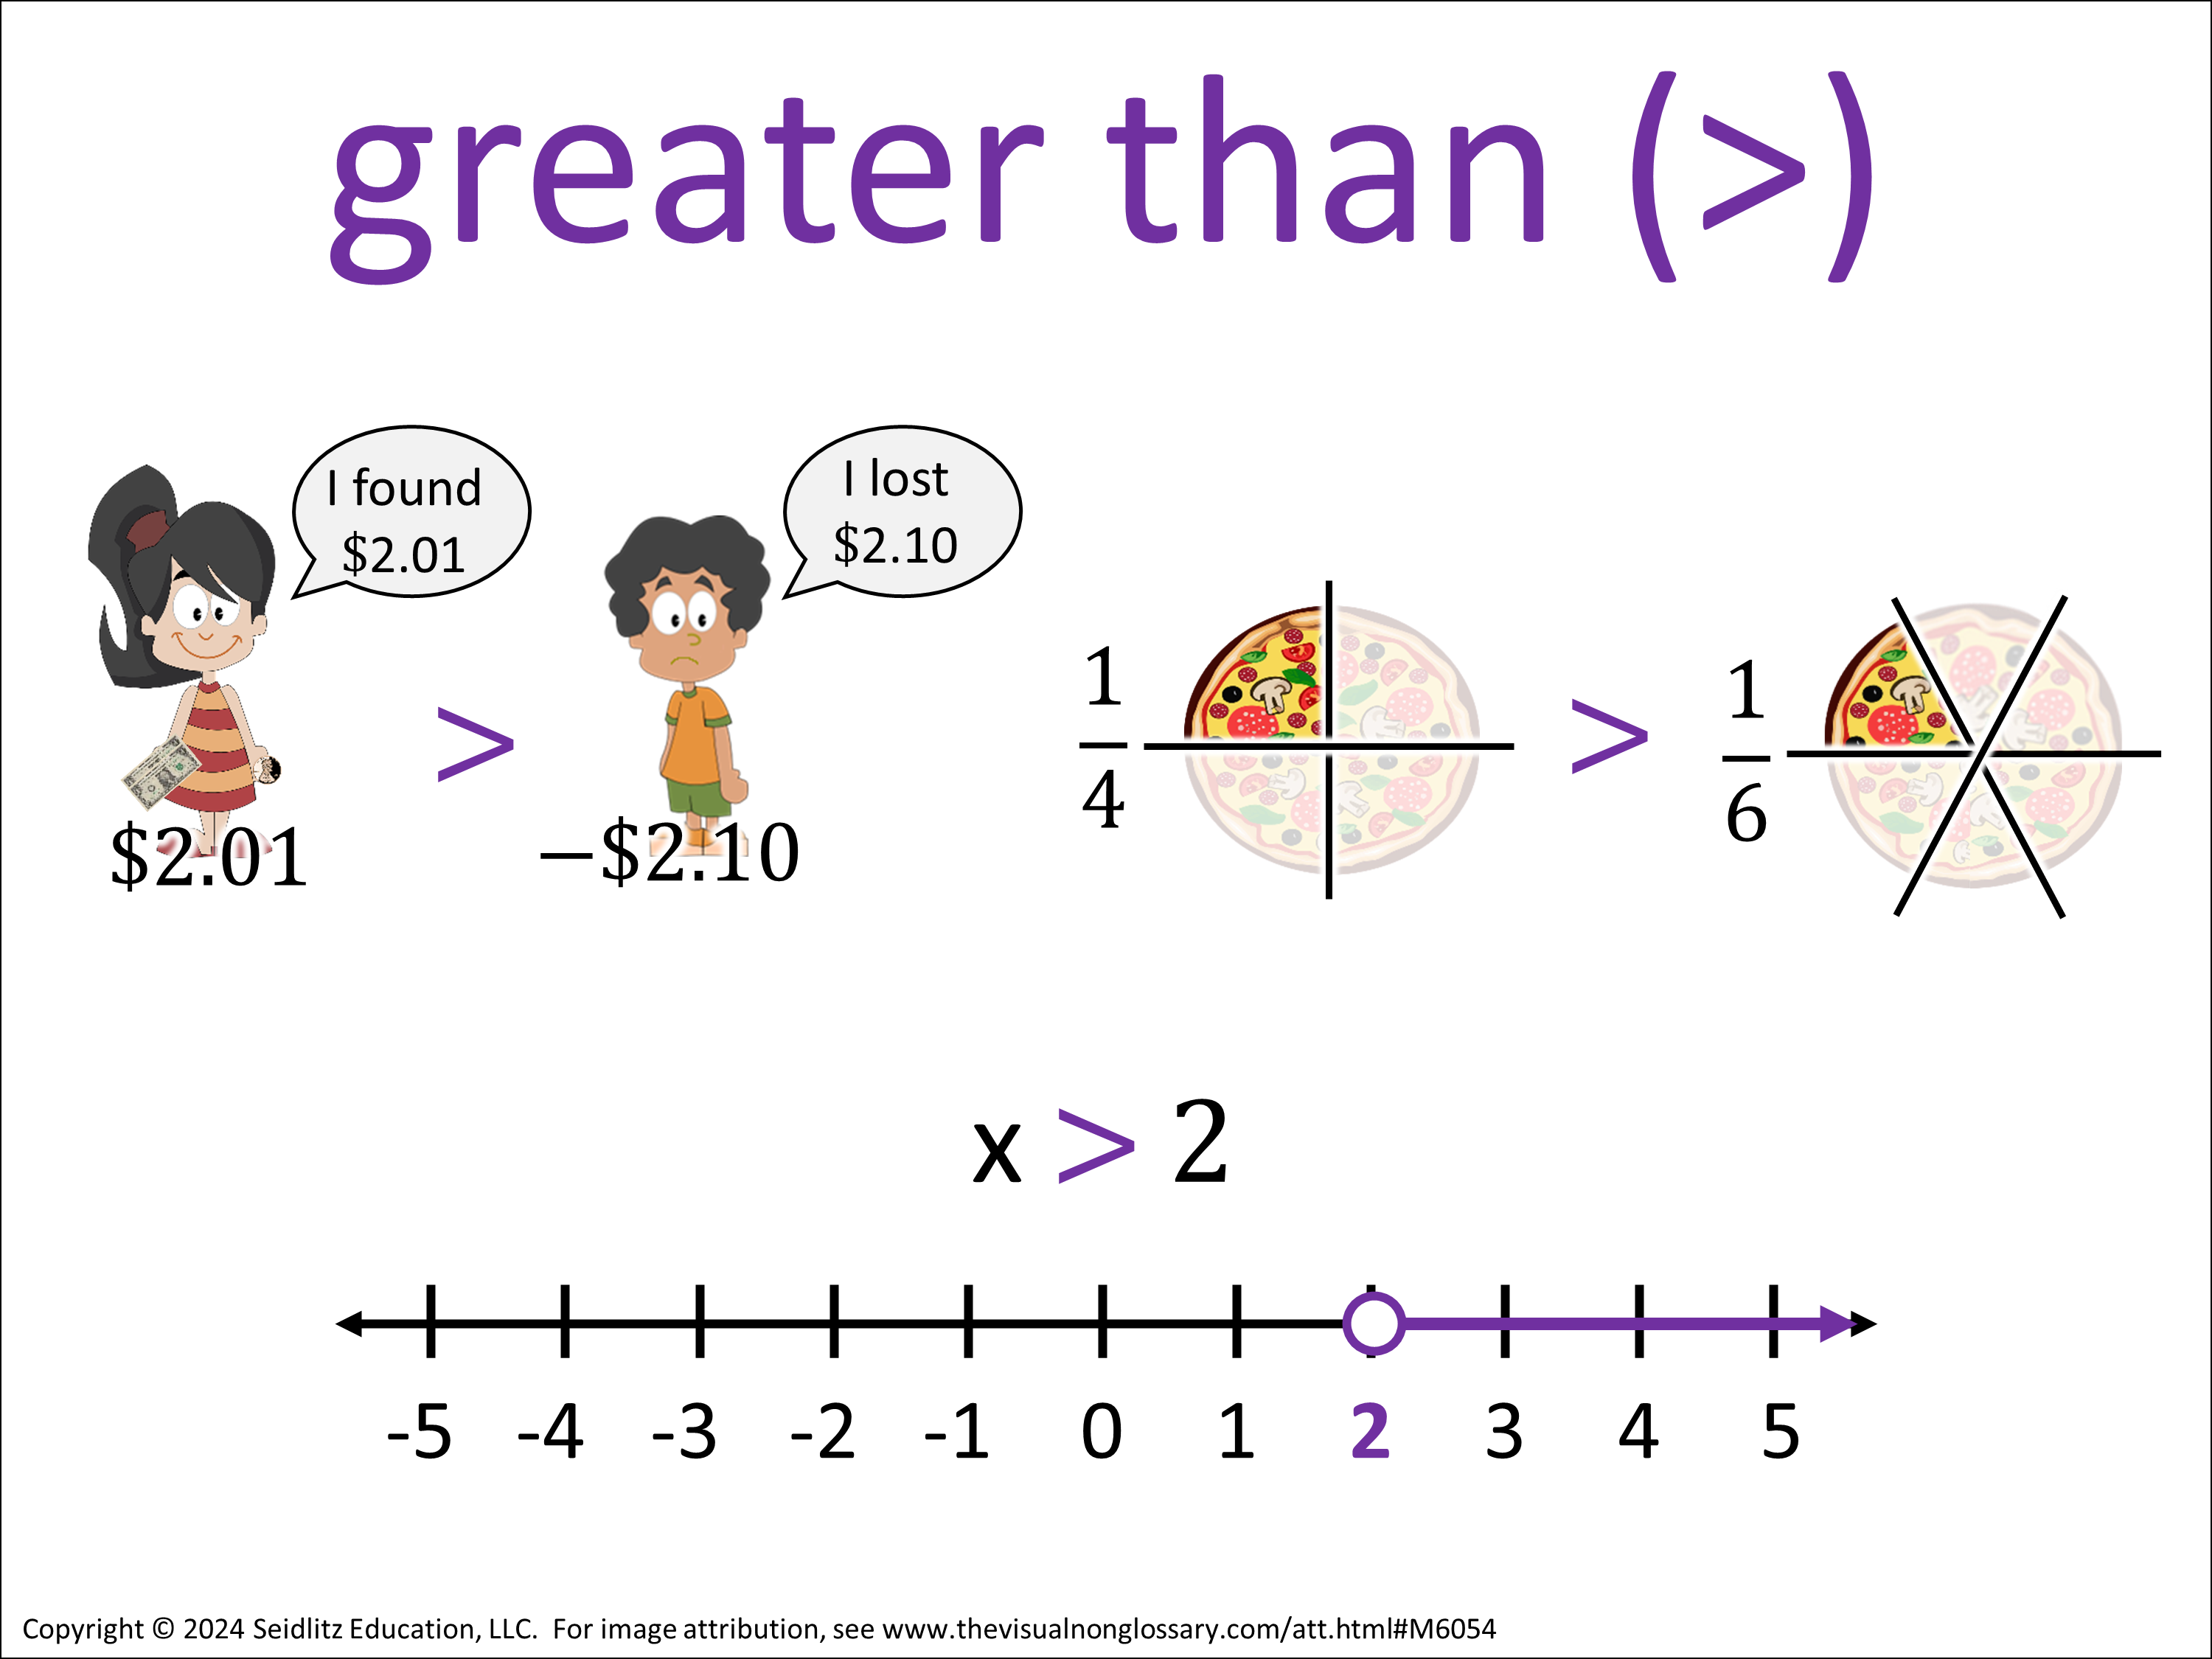 greater than (>)
I found
$2.01
I lost
$2.10
$2.01 > −$2.10
1/4 > 1/6
x > 2
-5 -4 -3 -2 -1 0 1 2 3 4 5
Copyright © 2024 Seidlitz Education, LLC.  For image attribution, see www.thevisualnonglossary.com/att.html#M6054